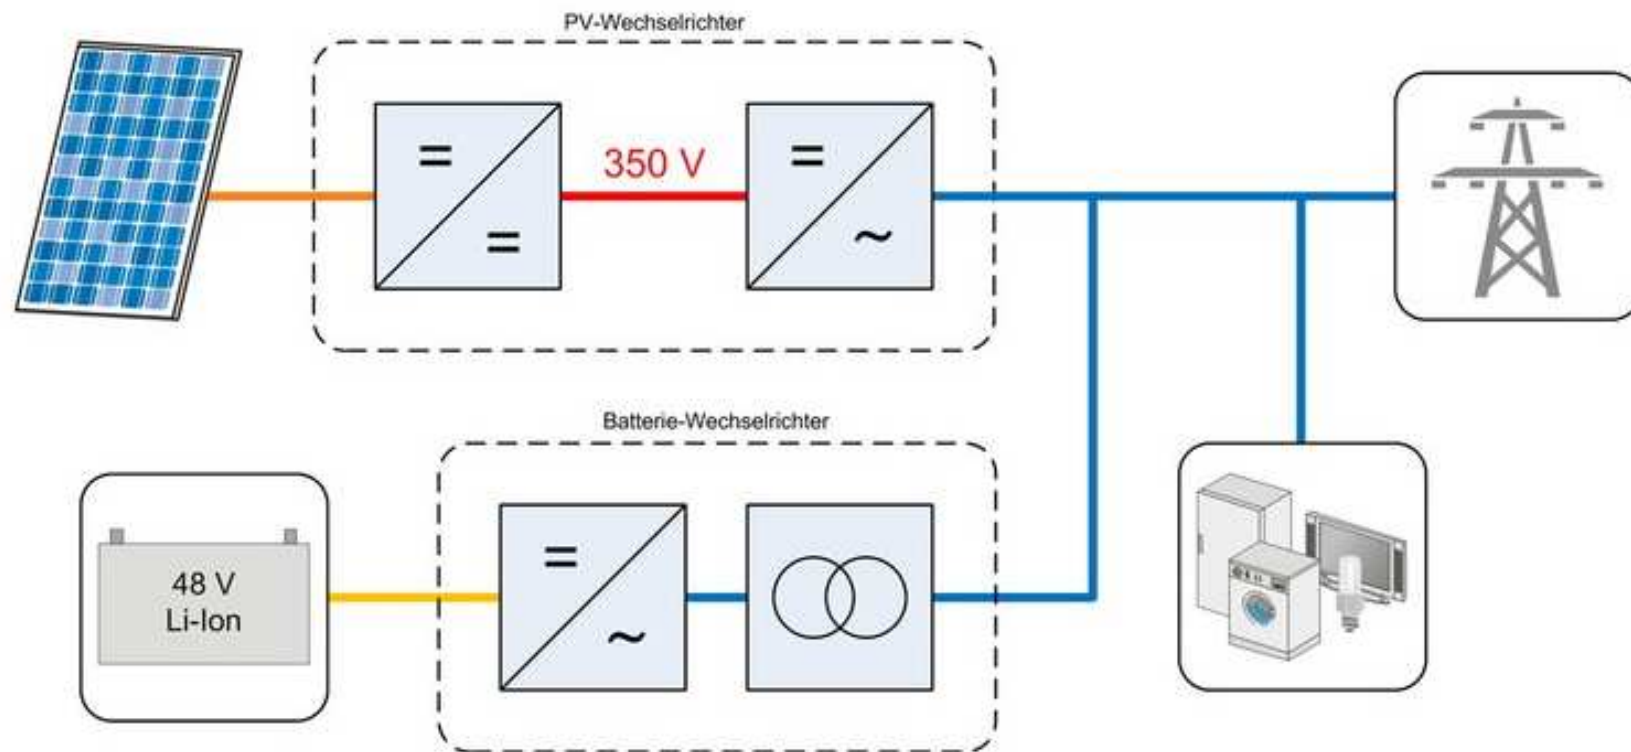 PV-Wechselrichter
=
=
350 V
=
~
Batterie-Wechselrichter
48 V
Li-Ion
=
~